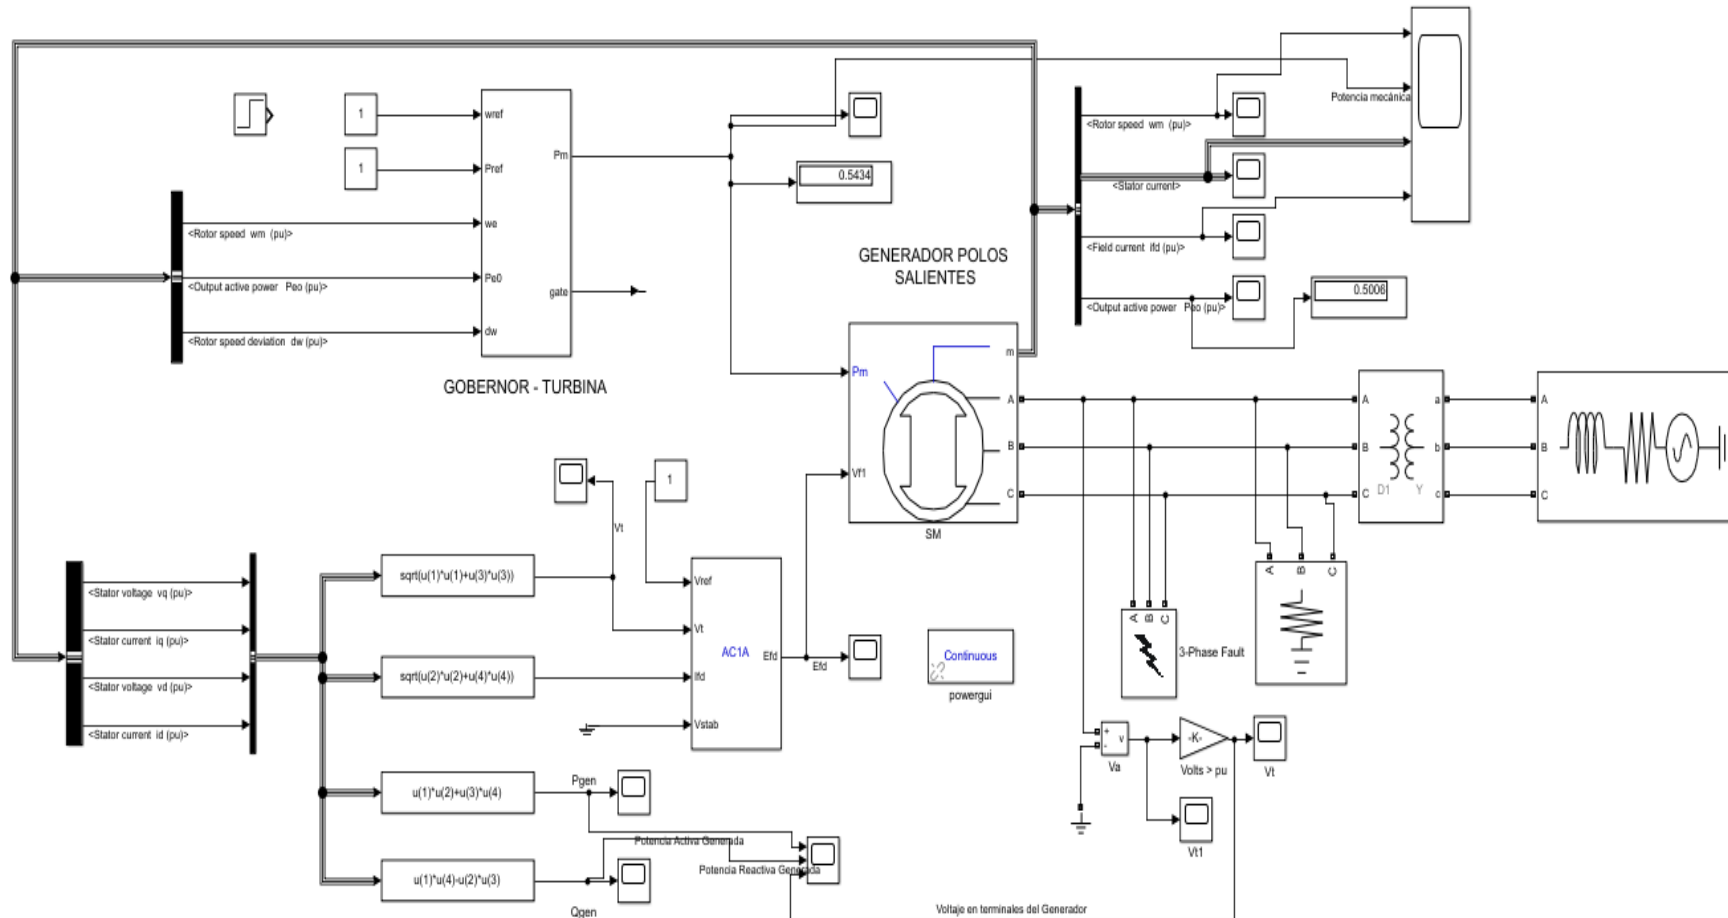 1
1
wref
Pref
we
Pe0
dw
Pm
gate
<Rotor speed wm (pu)>
<Output active power Peo (pu)>
<Rotor speed deviation dw (pu)>
GOBERNOR - TURBINA
0.5434
GENERADOR POLOS
SALIENTES
<Rotor speed wm (pu)>
<Stator current>
<Field current ifd (pu)>
<Output active power Peo (pu)>
Potencia mecánica
0.5006
Pm
Vf1
m
A
B
C
SM
A
B
C
D1
Y
a
b
c
A
B
C
1
Vt
<Stator voltage vq (pu)>
<Stator current iq (pu)>
<Stator voltage vd (pu)>
<Stator current id (pu)>
sqrt(u(1)*u(1)+u(3)*u(3))
sqrt(u(2)*u(2)+u(4)*u(4))
u(1)*u(2)+u(3)*u(4)
u(1)*u(4)-u(2)*u(3)
Vref
Vt
Ifd
Vstab
AC1A
Efd
Efd
Continuous
powergui
A
B
C
3-Phase Fault
A
B
C
+
-
v
Va
-K-
Volts > pu
Vt
Vt1
Pgen
Potencia Activa Generada
Potencia Reactiva Generada
Qgen
Voltaje en terminales del Generador